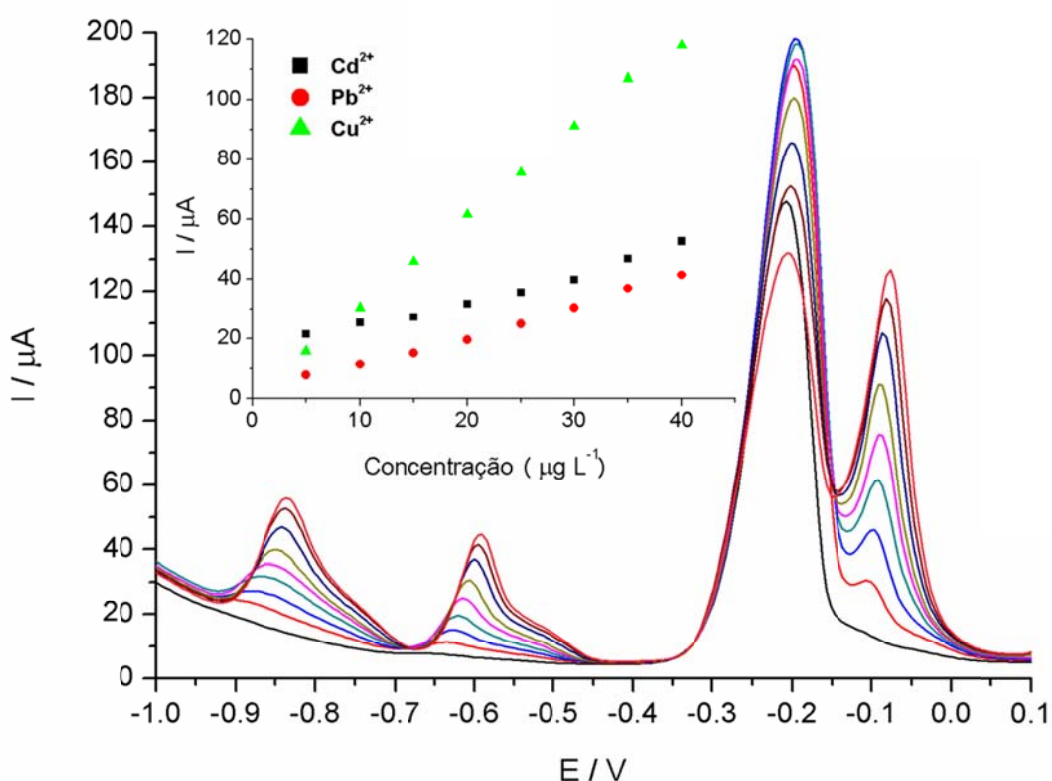 200
180
160
140
120
100
80
60
40
20
0
I / μA
-1.0 -0.9 -0.8 -0.7 -0.6 -0.5 -0.4 -0.3 -0.2 -0.1 0.0 0.1
E / V
120
100
80
60
40
20
0
I / μA
Cd²⁺
Pb²⁺
Cu²⁺
0 10 20 30 40
Concentração ( μg L⁻¹)